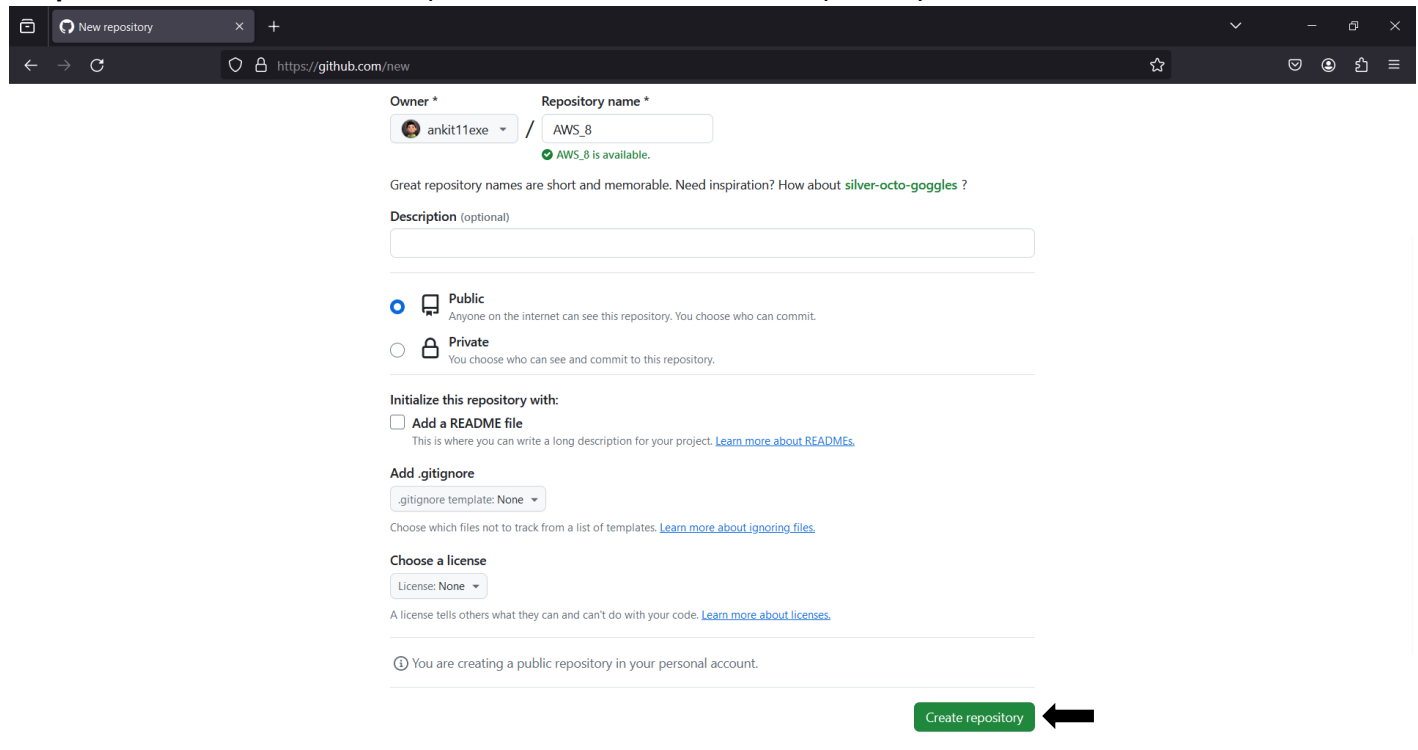 New repository
https://github.com/new
Owner *
Repository name *
ankit11exe / AWS_8
AWS_8 is available.
Great repository names are short and memorable. Need inspiration? How about silver-octo-goggles ?
Description (optional)
Public
Anyone on the internet can see this repository. You choose who can commit.
Private
You choose who can see and commit to this repository.
Initialize this repository with:
Add a README file
This is where you can write a long description for your project. Learn more about READMEs.
Add .gitignore
.gitignore template: None
Choose which files not to track from a list of templates. Learn more about ignoring files.
Choose a license
License: None
A license tells others what they can and can't do with your code. Learn more about licenses.
You are creating a public repository in your personal account.
Create repository